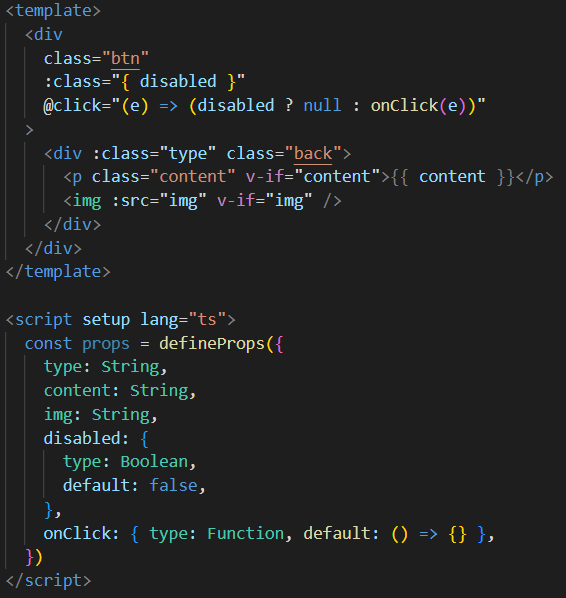 <template>
  <div
    class="btn"
    :class="{ disabled }"
    @click="(e) => (disabled ? null : onClick(e))"
  >
    <div :class="type" class="back">
      <p class="content" v-if="content">{{ content }}</p>
      <img :src="img" v-if="img" />
    </div>
  </div>
</template>

<script setup lang="ts">
  const props = defineProps({
    type: String,
    content: String,
    img: String,
    disabled: {
      type: Boolean,
      default: false,
    },
    onClick: { type: Function, default: () => {} },
  })
</script>